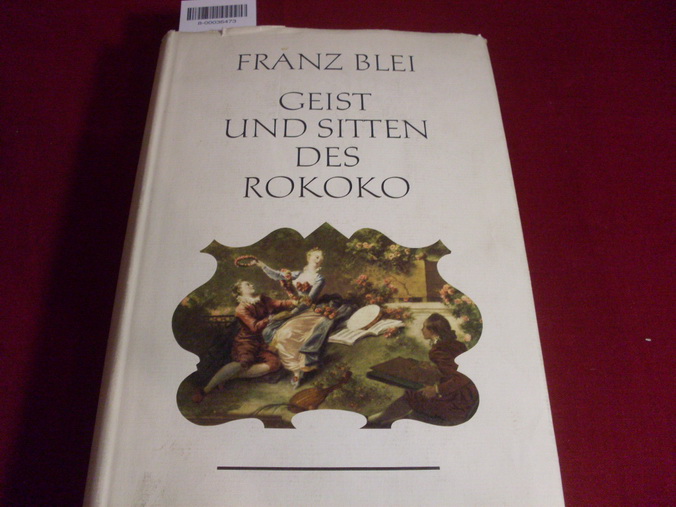 FRANZ BLEI
GEIST
UND SITTEN
DES
ROKOKO